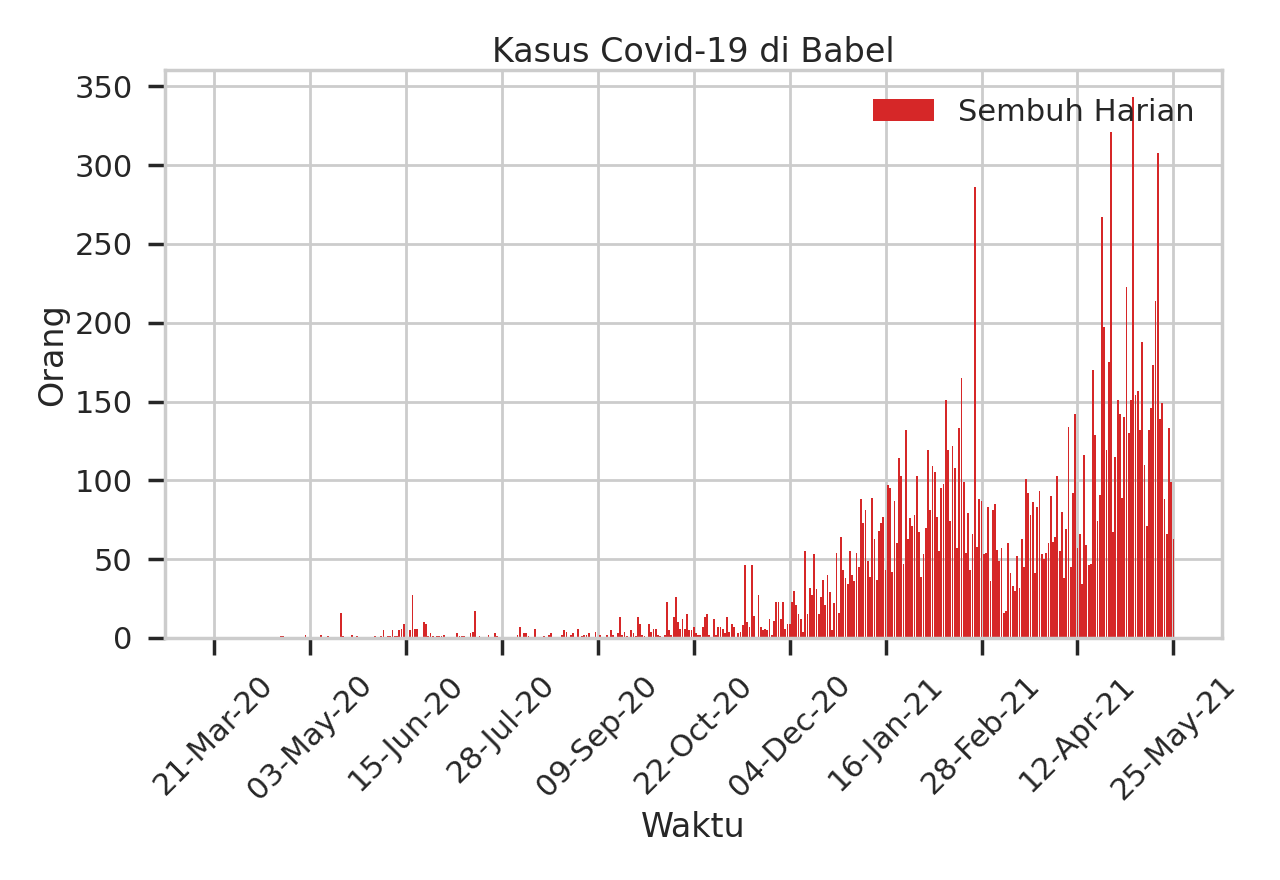 Kasus Covid-19 di Babel
Sembuh Harian
Orang
350
300
250
200
150
100
50
0
21-Mar-20
03-May-20
15-Jun-20
28-Jul-20
09-Sep-20
22-Oct-20
04-Dec-20
16-Jan-21
28-Feb-21
12-Apr-21
25-May-21
Waktu